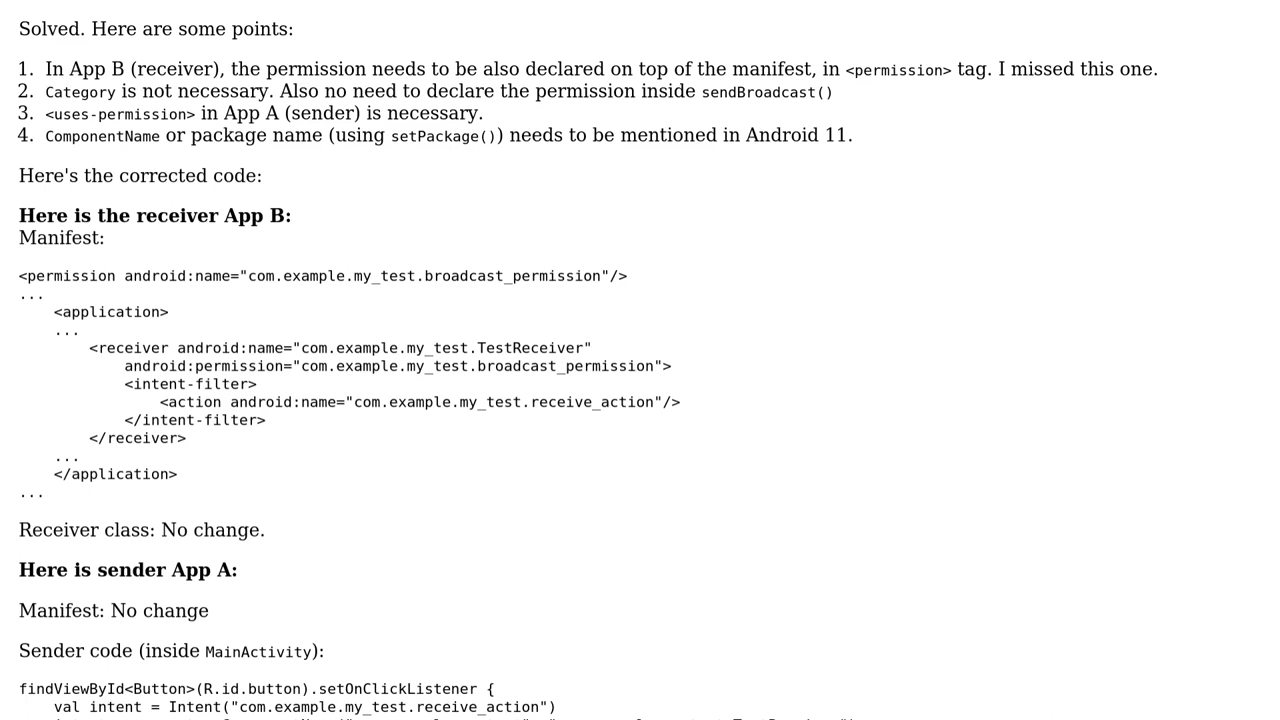 Solved. Here are some points:
1. In App B (receiver), the permission needs to be also declared on top of the manifest, in <permission> tag. I missed this one.
2. Category is not necessary. Also no need to declare the permission inside sendBroadcast()
3. <uses-permission> in App A (sender) is necessary.
4. ComponentName or package name (using setPackage()) needs to be mentioned in Android 11.
Here's the corrected code:
Here is the receiver App B:
Manifest:
<permission android:name="com.example.my_test.broadcast_permission"/>
...
    <application>
    ...
        <receiver android:name="com.example.my_test.TestReceiver"
            android:permission="com.example.my_test.broadcast_permission">
            <intent-filter>
                <action android:name="com.example.my_test.receive_action"/>
            </intent-filter>
        </receiver>
    ...
    </application>
...
Receiver class: No change.
Here is sender App A:
Manifest: No change
Sender code (inside MainActivity):
findViewById<Button>(R.id.button).setOnClickListener {
    val intent = Intent("com.example.my_test.receive_action")